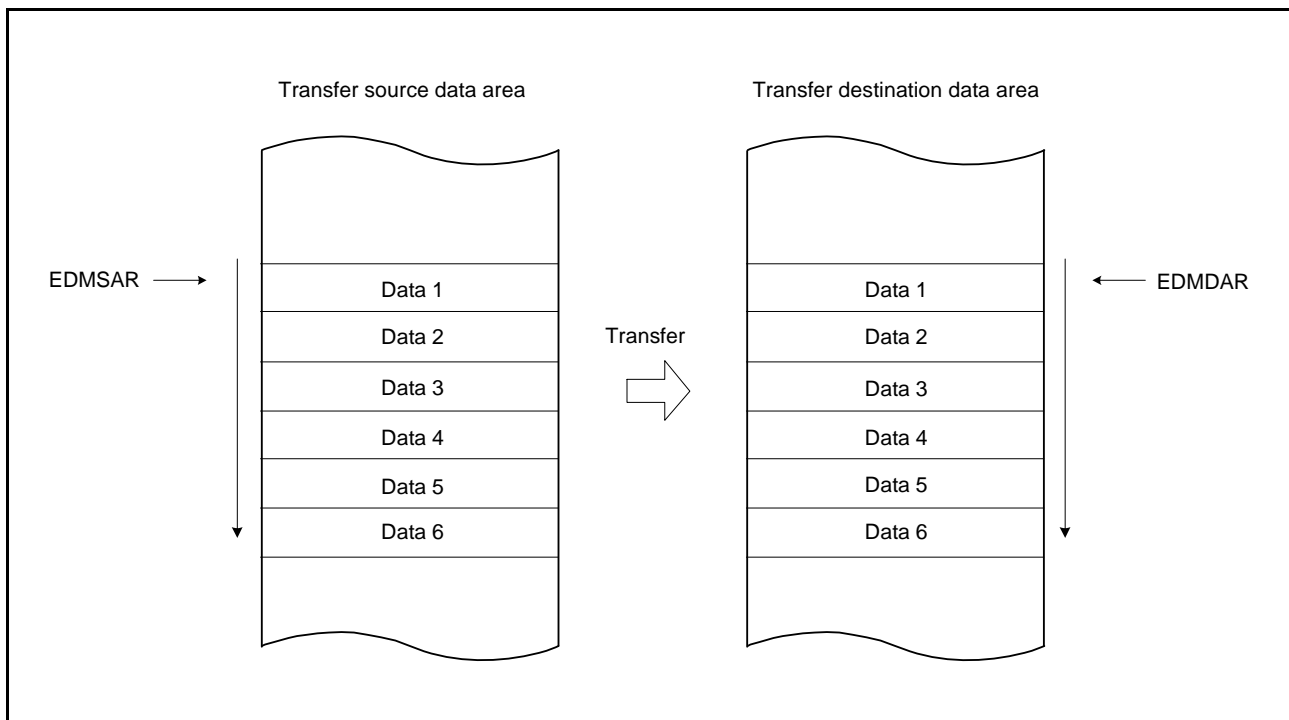 Transfer source data area
Transfer destination data area
EDMSAR
Data 1
Data 2
Data 3
Data 4
Data 5
Data 6
Transfer
Data 1
Data 2
Data 3
Data 4
Data 5
Data 6
EDMDAR